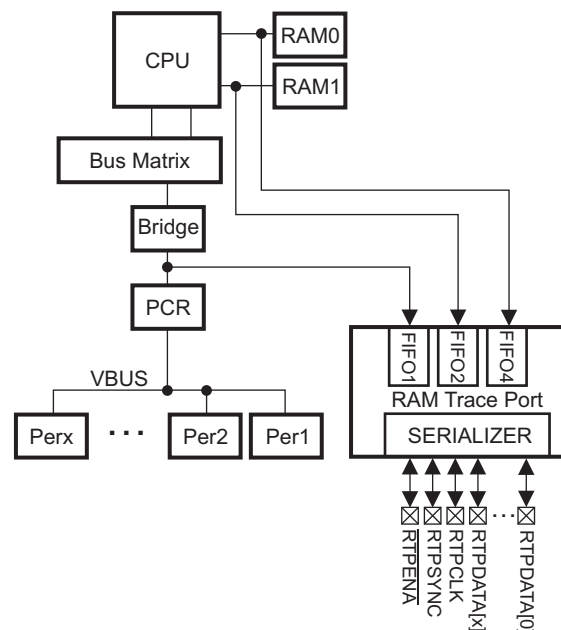 RAM0
CPU
RAM1
Bus Matrix
Bridge
PCR
FIFO1
FIFO2
FIFO4
RAM Trace Port
VBUS
SERIALIZER
Perx
...
Per2
Per1
...
RTPENA
RTPSYNC
RTPCLK
RTPDATA[x]
RTPDATA[0]